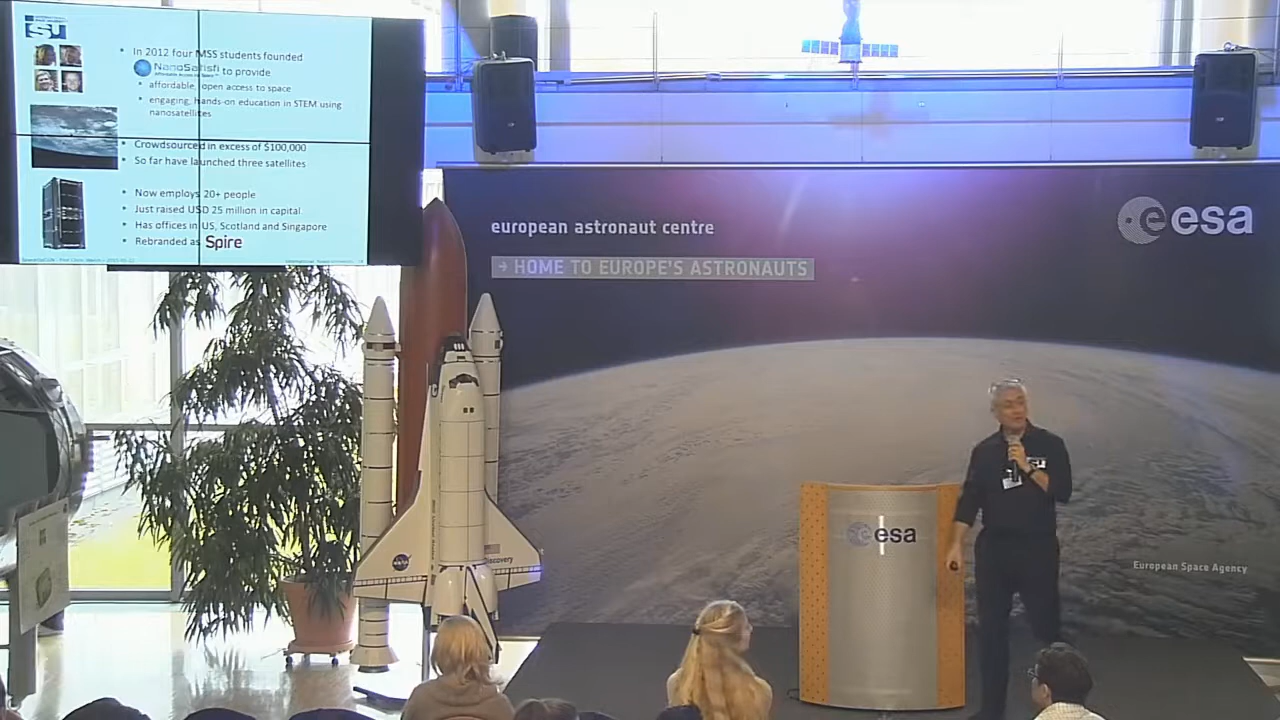 ISU
In 2012 four MSS students founded
NanoSatisfi to provide
affordable, open access to space
engaging, hands-on education in STEM using
nanosatellites
Crowdsourced in excess of $100,000
So far have launched three satellites
Now employs 20+ people
Just raised USD 25 million in capital
Has offices in US, Scotland and Singapore
Rebranded as Spire
european astronaut centre
→ HOME TO EUROPE'S ASTRONAUTS
esa
NASA
Discovery
esa
European Space Agency